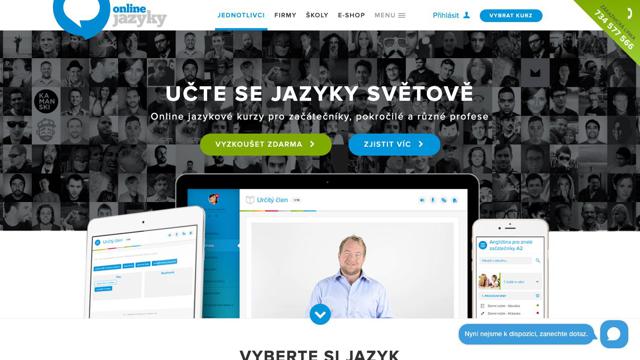 online
jazyky
JEDNOTLIVCI FIRMY ŠKOLY E-SHOP MENU
Přihlásit
VYBRAT KURZ
734 577 566
KA
MAN
SKI
UČTE SE JAZYKY SVĚTOVĚ
Online jazykové kurzy pro začátečníky, pokročilé a různé profese
VYZKOUŠET ZDARMA
ZJISTIT VÍC
Určitý člen
Určitý člen
Angličtina pro znalé
začátečníky A2
Nyní nejsme k dispozici, zanechte dotaz.
VYBERTE SI JAZYK